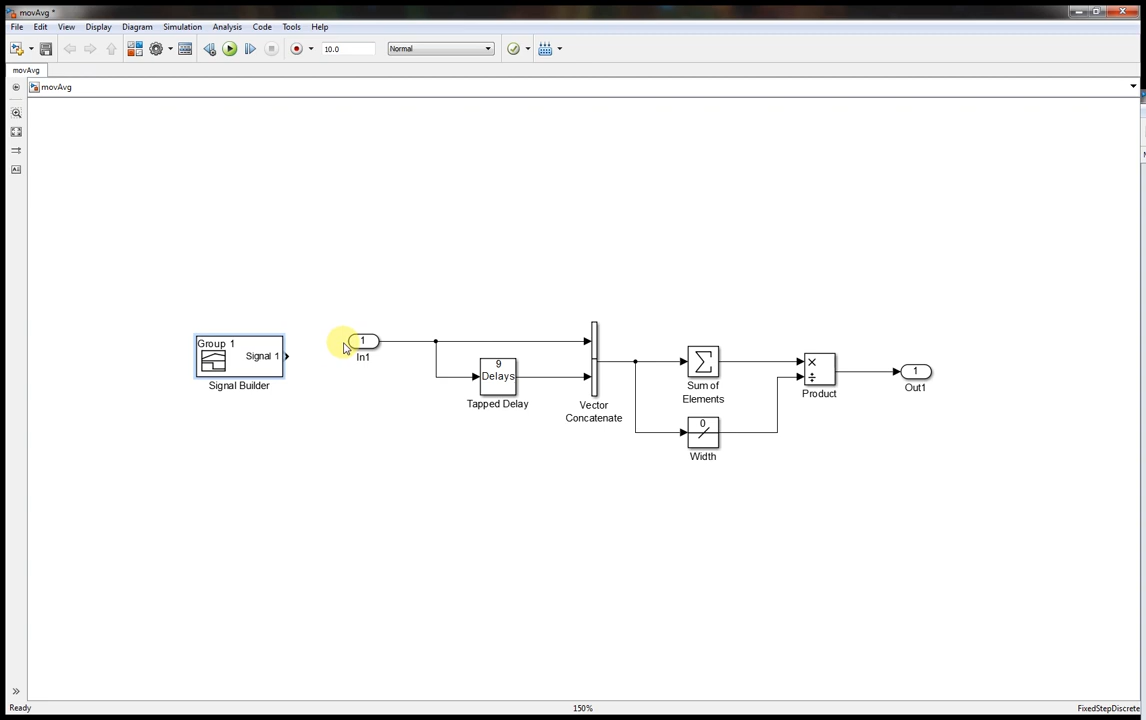 movAvg *
File Edit View Display Diagram Simulation Analysis Code Tools Help
10.0
Normal
movAvg
movAvg
Group 1
Signal 1
Signal Builder
1
In1
9
Delays
Tapped Delay
Vector
Concatenate
Σ
Sum of
Elements
0
Width
×
÷
Product
1
Out1
Ready
150%
FixedStepDiscrete